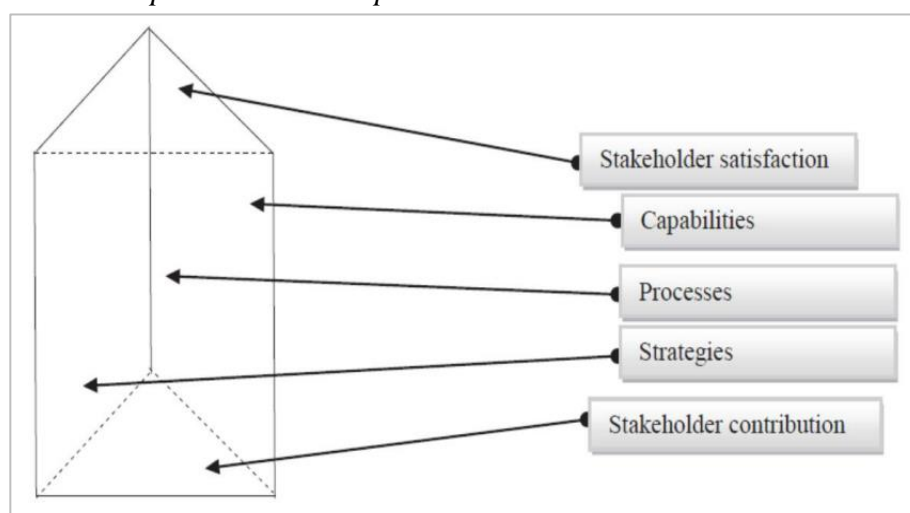 Stakeholder satisfaction
Capabilities
Processes
Strategies
Stakeholder contribution